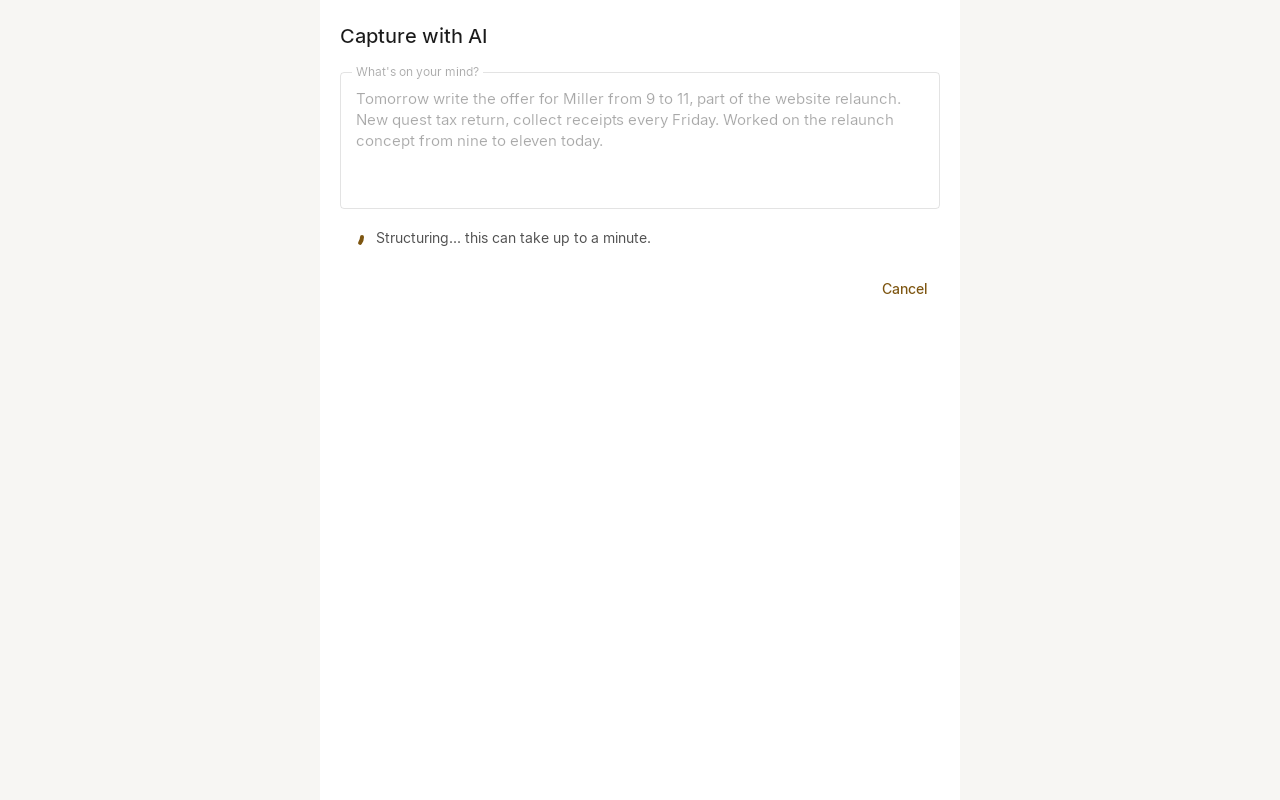 Capture with AI
What's on your mind?
Tomorrow write the offer for Miller from 9 to 11, part of the website relaunch.
New quest tax return, collect receipts every Friday. Worked on the relaunch
concept from nine to eleven today.
Structuring… this can take up to a minute.
Cancel